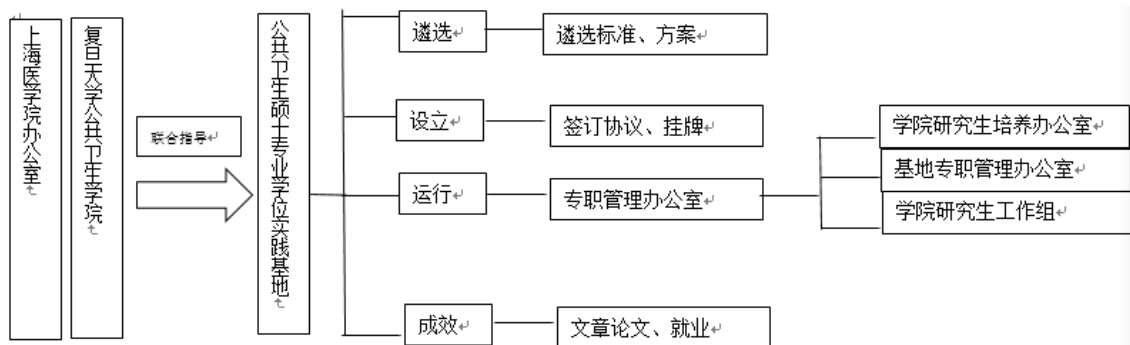 上海医学院办公室
复旦大学公共卫生学院
联合指导
公共卫生硕士专业学位实践基地
遴选
遴选标准、方案
设立
签订协议、挂牌
运行
专职管理办公室
学院研究生培养办公室
基地专职管理办公室
学院研究生工作组
成效
文章论文、就业